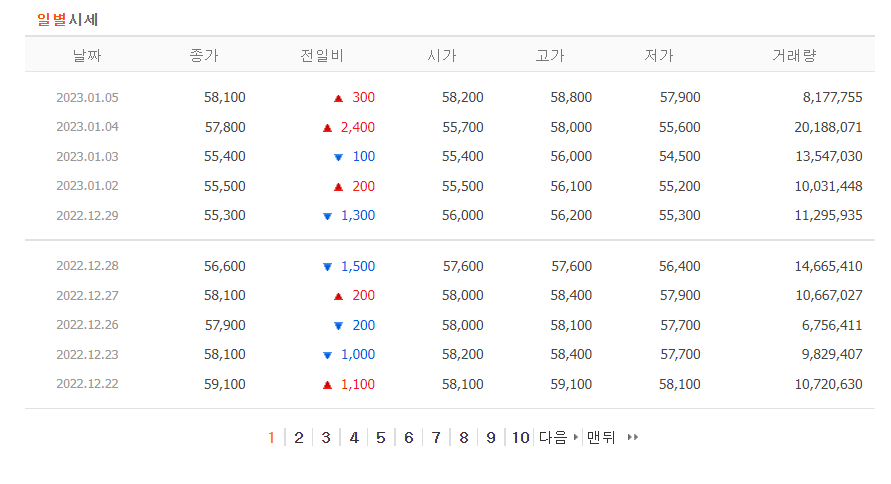 일별시세
날짜 종가 전일비 시가 고가 저가 거래량
2023.01.05 58,100 ▲ 300 58,200 58,800 57,900 8,177,755
2023.01.04 57,800 ▲ 2,400 55,700 58,000 55,600 20,188,071
2023.01.03 55,400 ▼ 100 55,400 56,000 54,500 13,547,030
2023.01.02 55,500 ▲ 200 55,500 56,100 55,200 10,031,448
2022.12.29 55,300 ▼ 1,300 56,000 56,200 55,300 11,295,935
2022.12.28 56,600 ▼ 1,500 57,600 57,600 56,400 14,665,410
2022.12.27 58,100 ▲ 200 58,000 58,400 57,900 10,667,027
2022.12.26 57,900 ▼ 200 58,000 58,100 57,700 6,756,411
2022.12.23 58,100 ▼ 1,000 58,200 58,400 57,700 9,829,407
2022.12.22 59,100 ▲ 1,100 58,100 59,100 58,100 10,720,630
1 2 3 4 5 6 7 8 9 10 다음 맨뒤